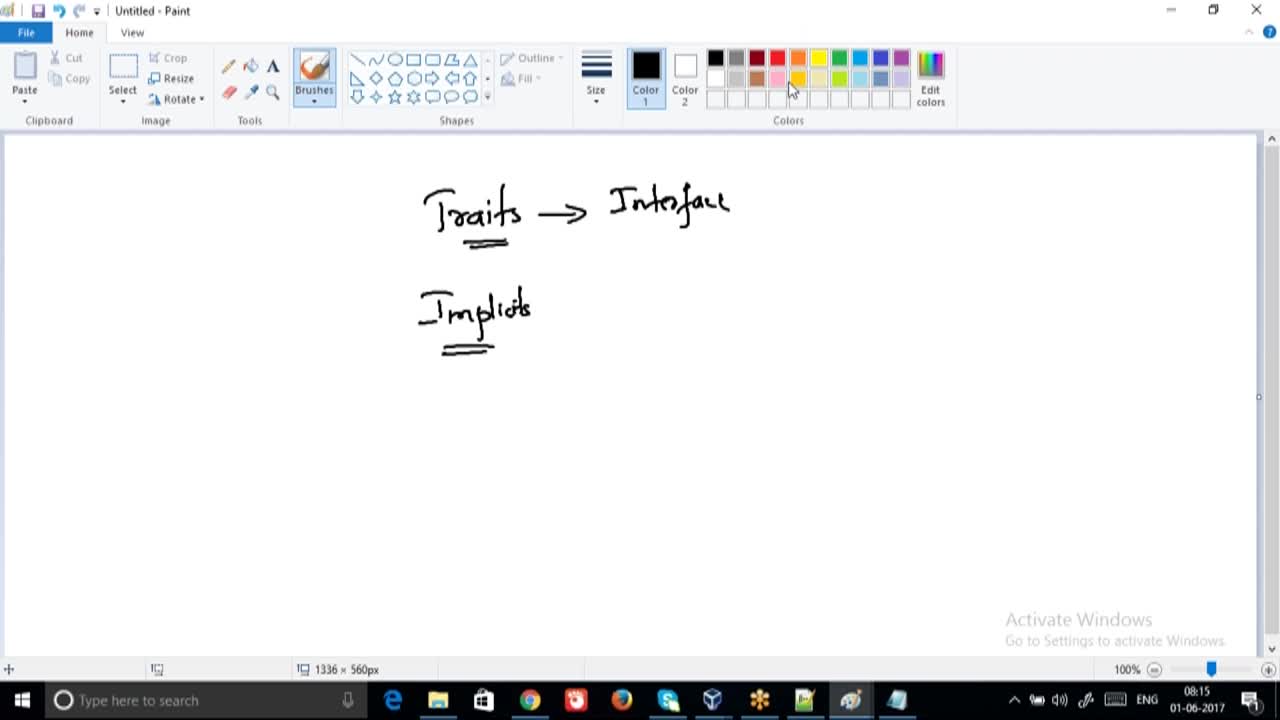 Untitled - Paint
File Home View
Cut
Copy
Paste
Clipboard
Crop
Resize
Rotate
Select
Image
Tools
Brushes
Outline
Fill
Shapes
Size
Color 1
Color 2
Edit colors
Colors
Traits → Interface
Implicits
Activate Windows
Go to Settings to activate Windows.
1336 × 560px
100%
Type here to search
ENG
08:15
01-06-2017